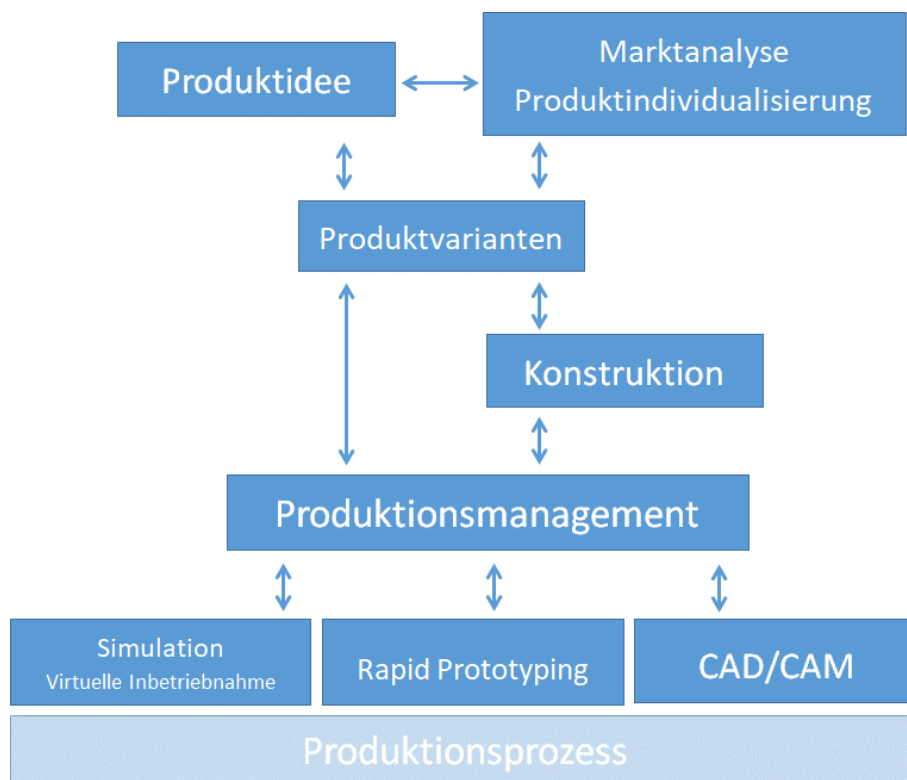 Produktidee
Marktanalyse
Produktindividualisierung
Produktvarianten
Konstruktion
Produktionsmanagement
Simulation
Virtuelle Inbetriebnahme
Rapid Prototyping
CAD/CAM
Produktionsprozess